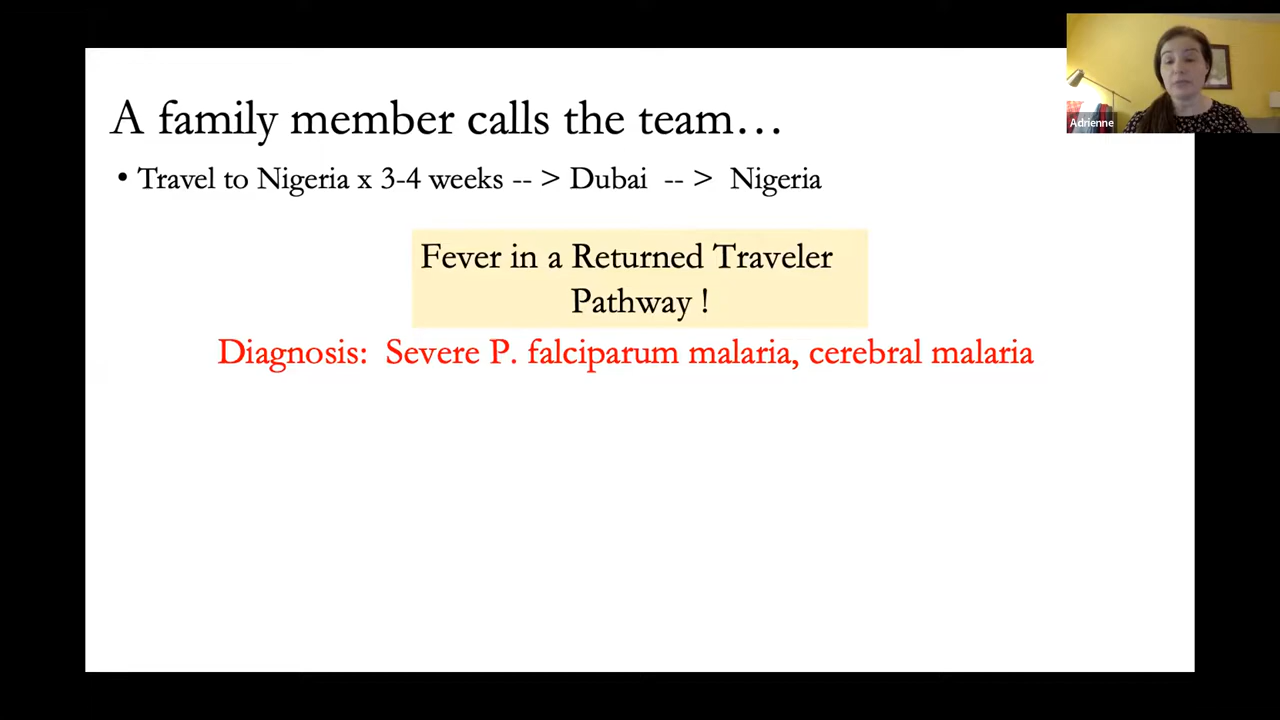 A family member calls the team…
• Travel to Nigeria x 3-4 weeks -- > Dubai -- > Nigeria
Fever in a Returned Traveler
Pathway !
Diagnosis: Severe P. falciparum malaria, cerebral malaria
Adrienne